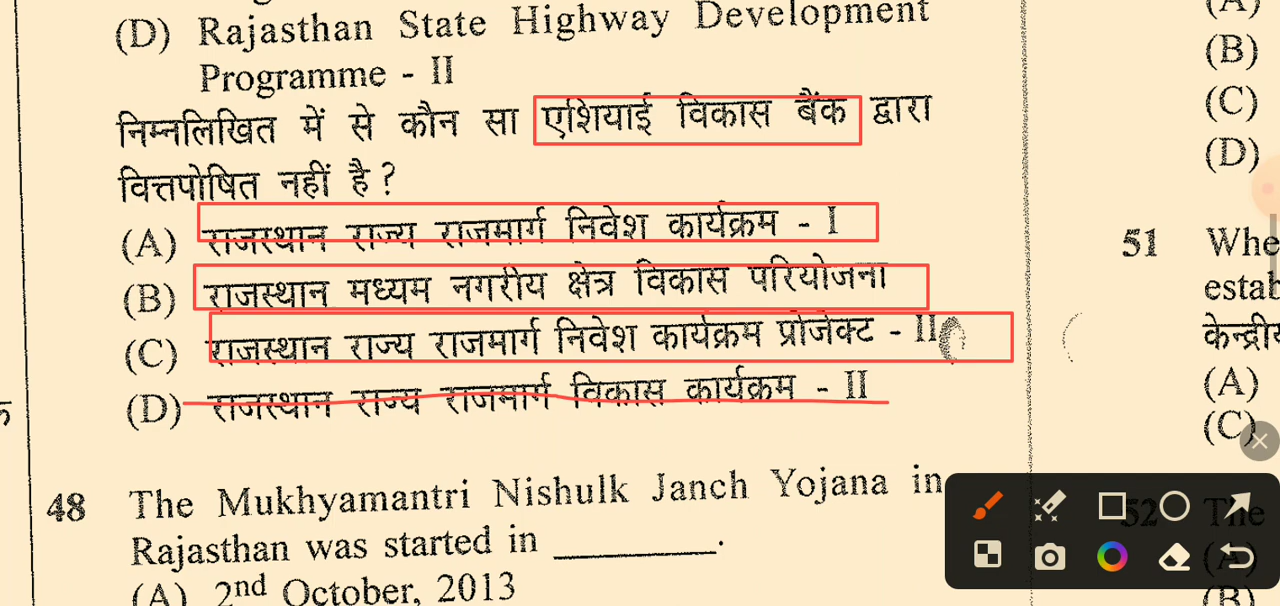 (D) Rajasthan State Highway Development
Programme - II
निम्नलिखित में से कौन सा एशियाई विकास बैंक द्वारा
वित्तपोषित नहीं है ?
(A) राजस्थान राज्य राजमार्ग निवेश कार्यक्रम - I
(B) राजस्थान मध्यम नगरीय क्षेत्र विकास परियोजना
(C) राजस्थान राज्य राजमार्ग निवेश कार्यक्रम प्रोजेक्ट - II
(D) राजस्थान राज्य राजमार्ग विकास कार्यक्रम - II
48 The Mukhyamantri Nishulk Janch Yojana in
Rajasthan was started in ________.
(A) 2nd October, 2013
(A)
(B)
(C)
(D)
51 Whe
estab
केन्द्रीय
(A)
(C)
52 The
(A)
(B)